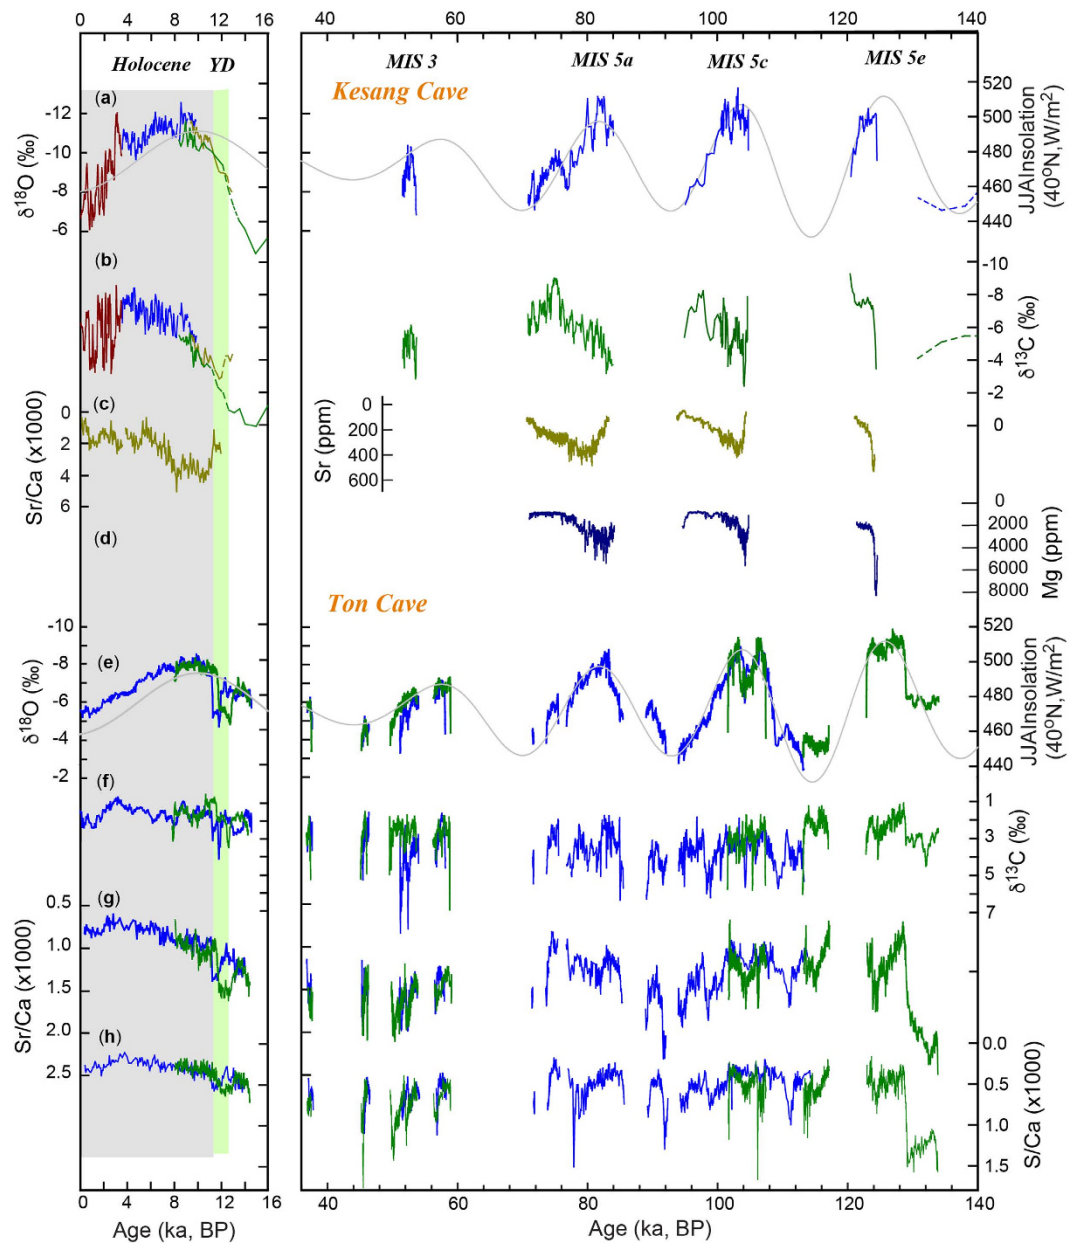 0 4 8 12 16 40 60 80 100 120 140
Holocene YD MIS 3 MIS 5a MIS 5c MIS 5e
Kesang Cave
(a)
-12
-10
-8
-6
δ18O (‰)
520
500
480
460
440
JJAInsolation
(40°N,W/m2)
(b)
-10
-8
-6
-4
-2
0
δ13C (‰)
(c)
0
2
4
6
Sr/Ca (x1000)
0
200
400
600
Sr (ppm)
(d)
0
2000
4000
6000
8000
Mg (ppm)
Ton Cave
(e)
-10
-8
-6
-4
-2
δ18O (‰)
520
500
480
460
440
JJAInsolation
(40°N,W/m2)
(f)
1
3
5
7
δ13C (‰)
(g)
0.5
1.0
1.5
2.0
2.5
Sr/Ca (x1000)
(h)
0.0
0.5
1.0
1.5
S/Ca (x1000)
0 4 8 12 16 40 60 80 100 120 140
Age (ka, BP) Age (ka, BP)